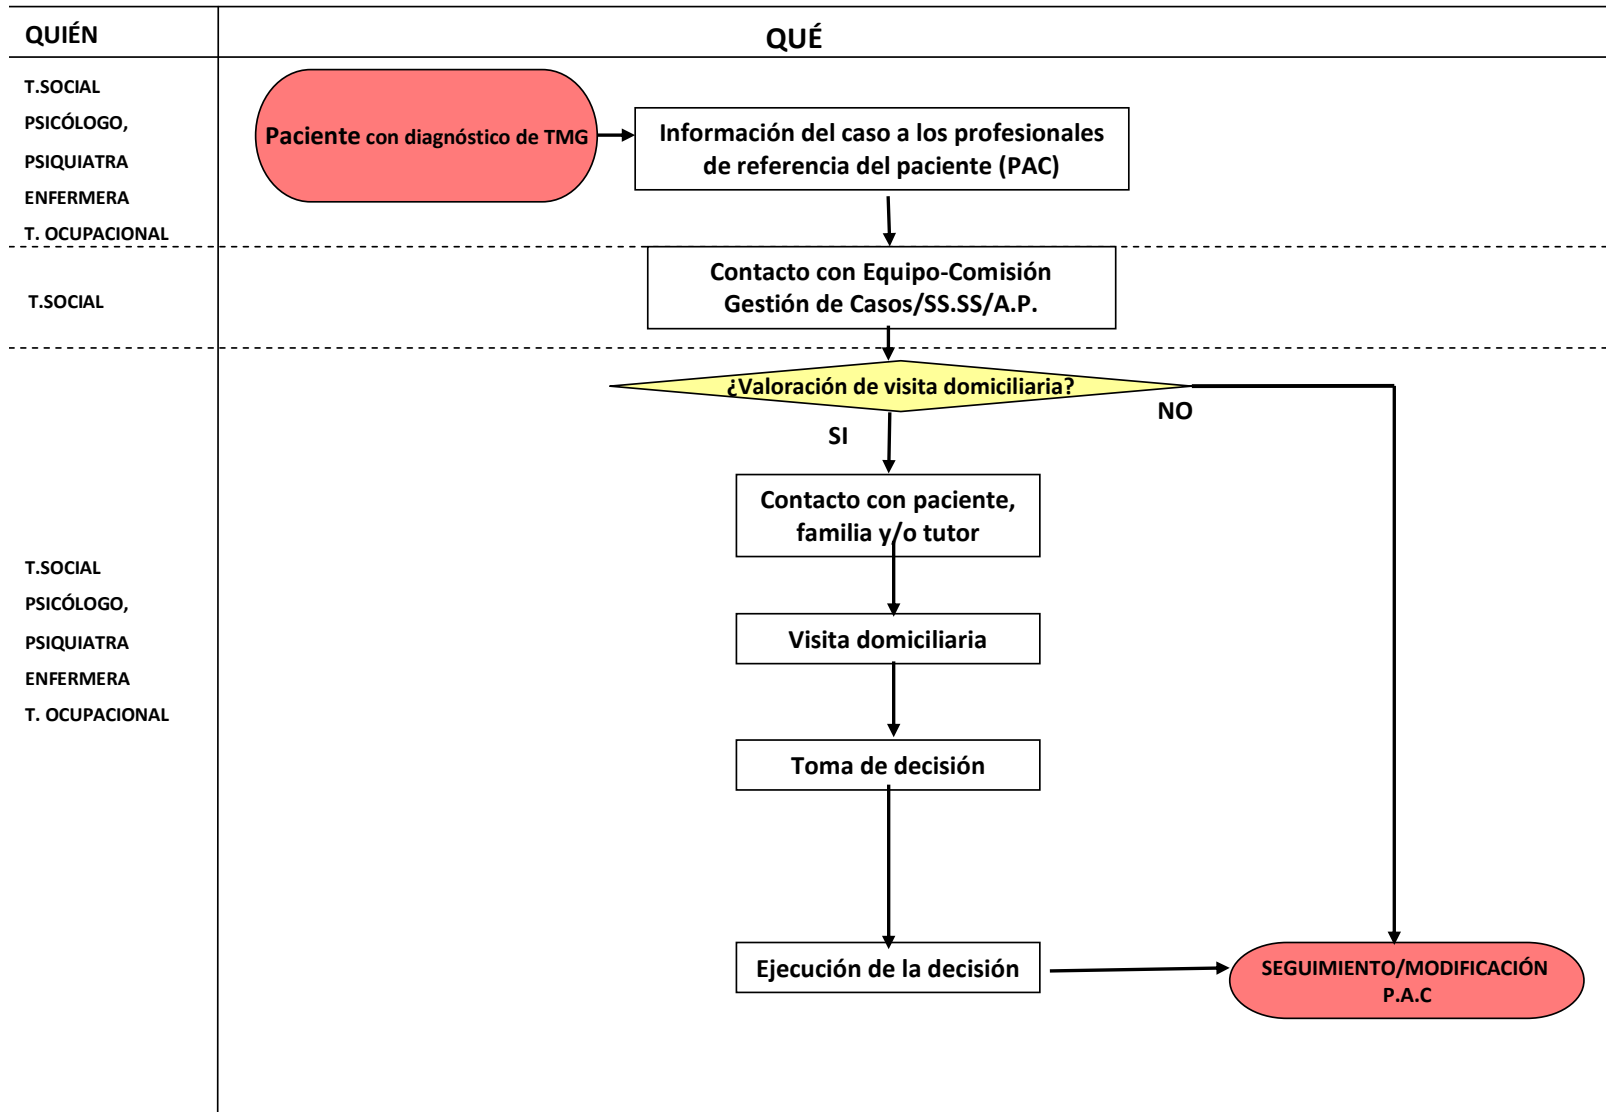 QUIÉN
QUÉ
T.SOCIAL
PSICÓLOGO,
PSIQUIATRA
ENFERMERA
T. OCUPACIONAL
Paciente con diagnóstico de TMG
Información del caso a los profesionales
de referencia del paciente (PAC)
T.SOCIAL
Contacto con Equipo-Comisión
Gestión de Casos/SS.SS/A.P.
¿Valoración de visita domiciliaria?
NO
SI
T.SOCIAL
PSICÓLOGO,
PSIQUIATRA
ENFERMERA
T. OCUPACIONAL
Contacto con paciente,
familia y/o tutor
Visita domiciliaria
Toma de decisión
Ejecución de la decisión
SEGUIMIENTO/MODIFICACIÓN
P.A.C